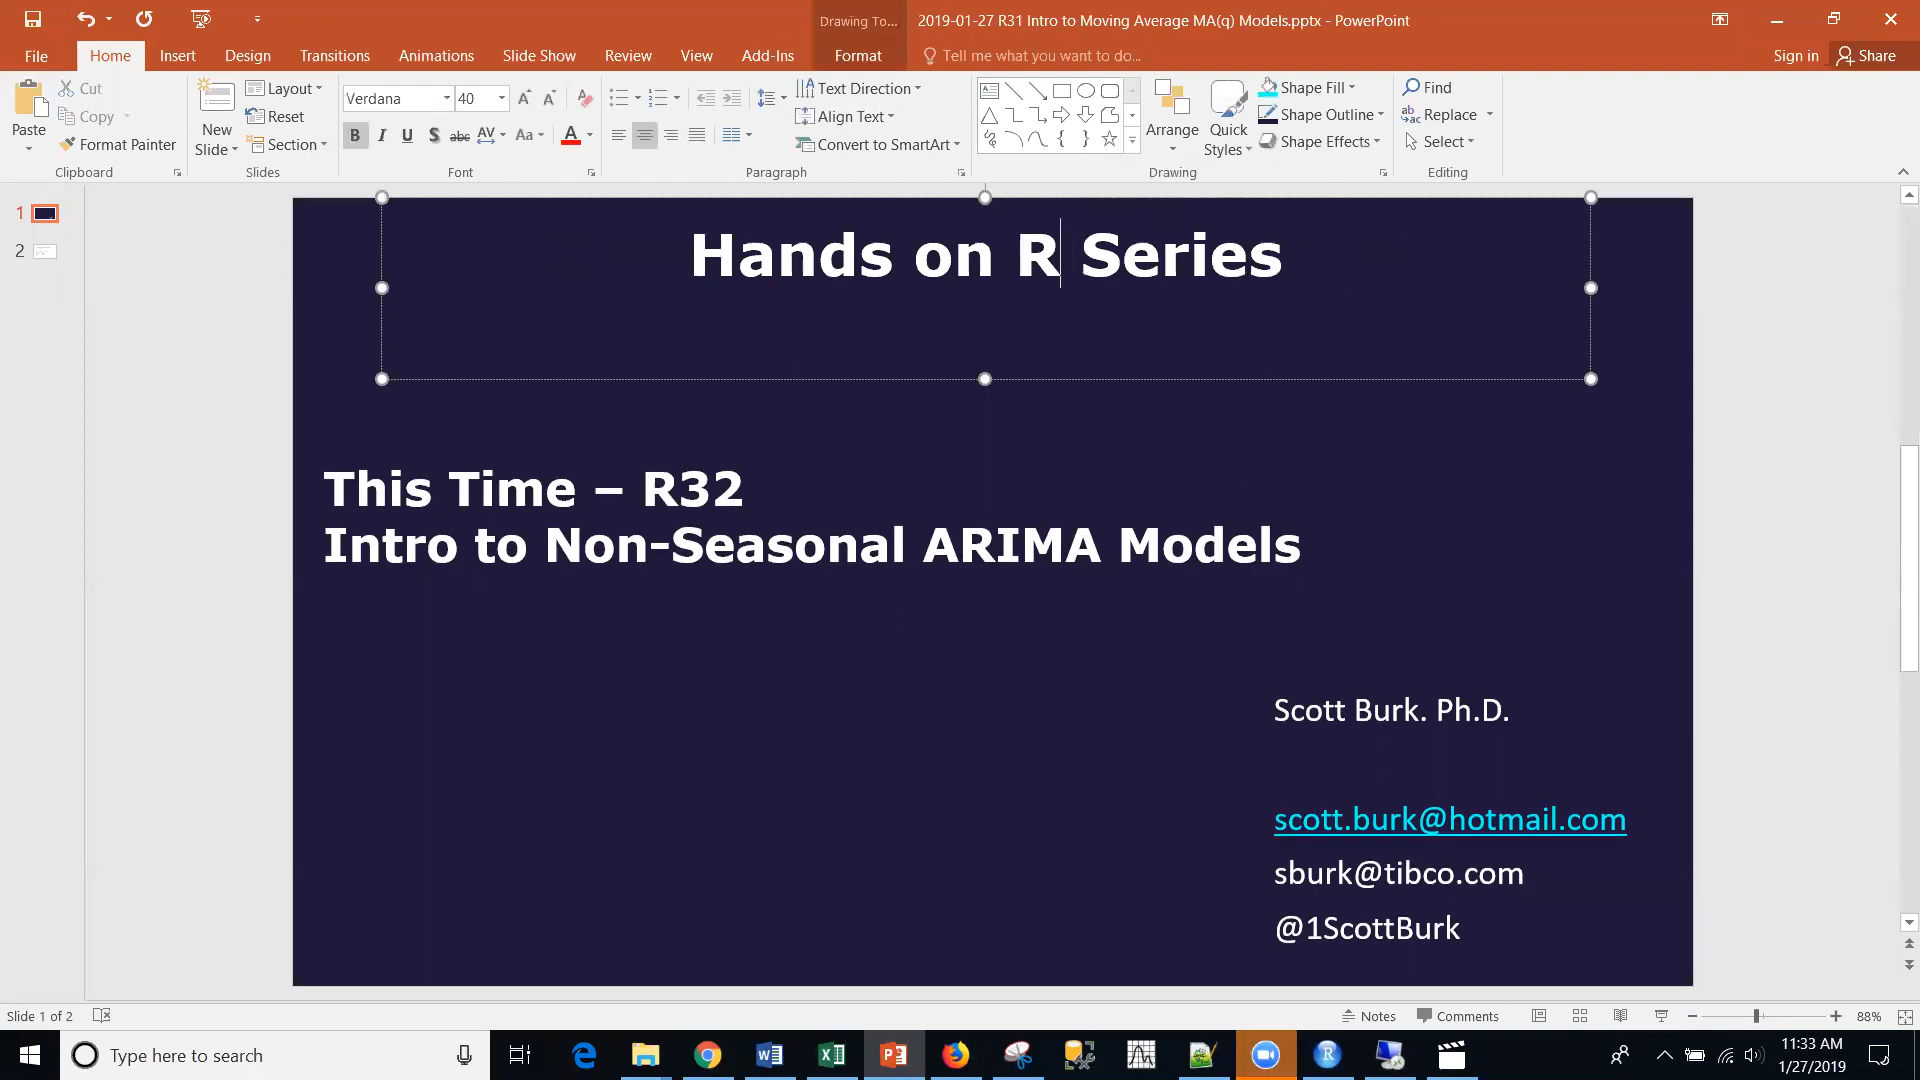 Drawing To...
2019-01-27 R31 Intro to Moving Average MA(q) Models.pptx - PowerPoint
File Home Insert Design Transitions Animations Slide Show Review View Add-Ins Format Tell me what you want to do... Sign in Share
Paste
Cut
Copy
Format Painter
Clipboard
New Slide
Layout
Reset
Section
Slides
Verdana 40
B I U S abc AV Aa A
Font
Text Direction
Align Text
Convert to SmartArt
Paragraph
Arrange
Quick Styles
Shape Fill
Shape Outline
Shape Effects
Drawing
Find
Replace
Select
Editing
1
2
Hands on R Series
This Time – R32
Intro to Non-Seasonal ARIMA Models
Scott Burk. Ph.D.
scott.burk@hotmail.com
sburk@tibco.com
@1ScottBurk
Slide 1 of 2
Notes Comments 88%
Type here to search
11:33 AM
1/27/2019